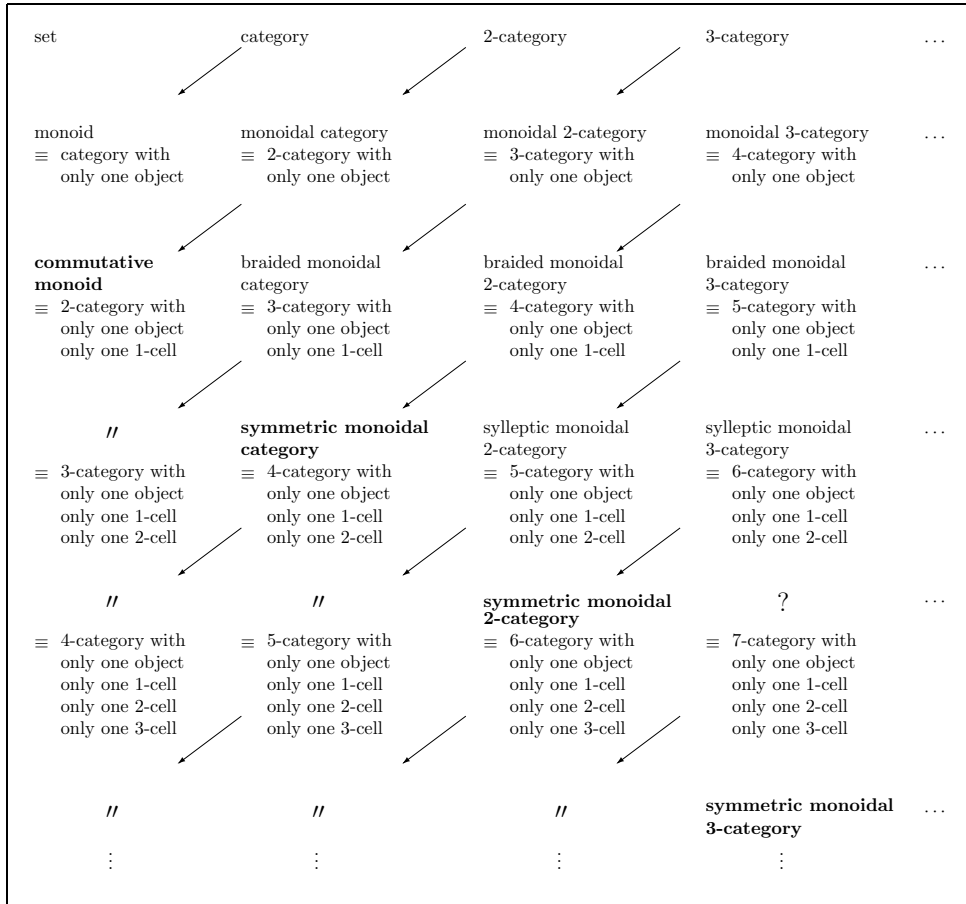 set category 2-category 3-category ...
monoid monoidal category monoidal 2-category monoidal 3-category ...
≡ category with ≡ 2-category with ≡ 3-category with ≡ 4-category with
only one object only one object only one object only one object
commutative braided monoidal braided monoidal braided monoidal ...
monoid category 2-category 3-category
≡ 2-category with ≡ 3-category with ≡ 4-category with ≡ 5-category with
only one object only one object only one object only one object
only one 1-cell only one 1-cell only one 1-cell only one 1-cell
″ symmetric monoidal sylleptic monoidal sylleptic monoidal ...
category 2-category 3-category
≡ 3-category with ≡ 4-category with ≡ 5-category with ≡ 6-category with
only one object only one object only one object only one object
only one 1-cell only one 1-cell only one 1-cell only one 1-cell
only one 2-cell only one 2-cell only one 2-cell only one 2-cell
″ ″ symmetric monoidal ? ...
2-category
≡ 4-category with ≡ 5-category with ≡ 6-category with ≡ 7-category with
only one object only one object only one object only one object
only one 1-cell only one 1-cell only one 1-cell only one 1-cell
only one 2-cell only one 2-cell only one 2-cell only one 2-cell
only one 3-cell only one 3-cell only one 3-cell only one 3-cell
″ ″ ″ symmetric monoidal ...
3-category
⋮ ⋮ ⋮ ⋮